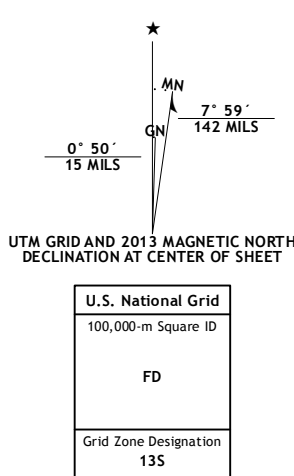 ★
MN
7° 59´
142 MILS
GN
0° 50´
15 MILS
UTM GRID AND 2013 MAGNETIC NORTH
DECLINATION AT CENTER OF SHEET
U.S. National Grid
100,000-m Square ID
FD
Grid Zone Designation
13S